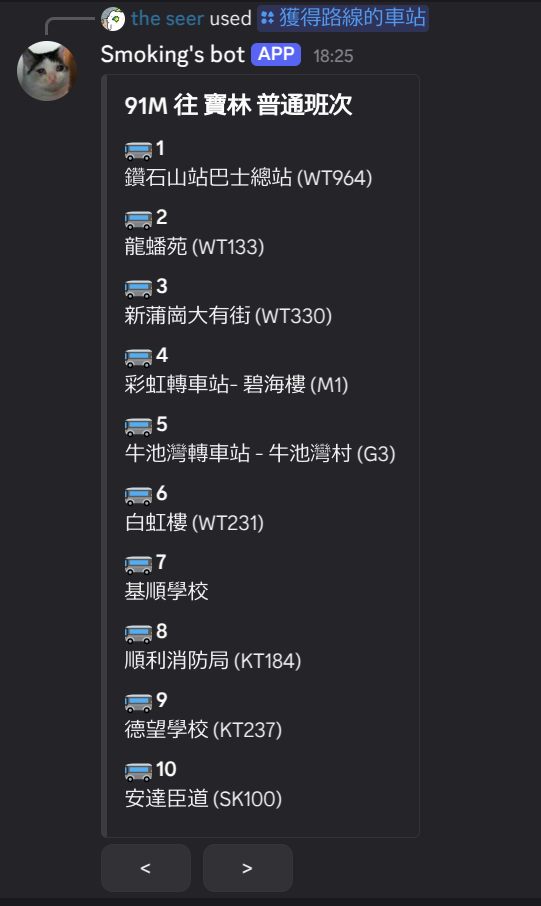 the seer used 獲得路線的車站
Smoking's bot APP 18:25
91M 往 寶林 普通班次
1
鑽石山站巴士總站 (WT964)
2
龍蟠苑 (WT133)
3
新蒲崗大有街 (WT330)
4
彩虹轉車站- 碧海樓 (M1)
5
牛池灣轉車站 - 牛池灣村 (G3)
6
白虹樓 (WT231)
7
基順學校
8
順利消防局 (KT184)
9
德望學校 (KT237)
10
安達臣道 (SK100)
< >